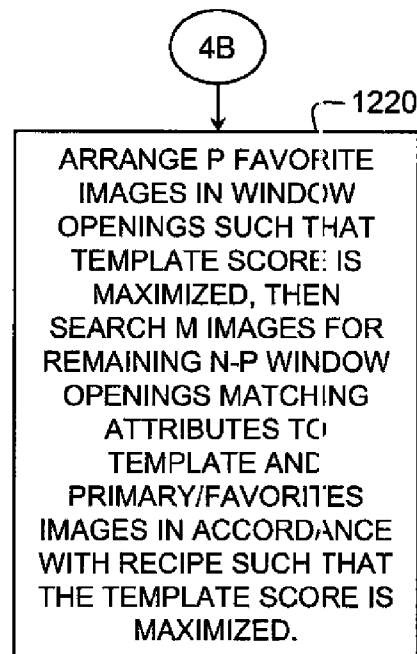 4B
1220
ARRANGE P FAVORITE
IMAGES IN WINDOW
OPENINGS SUCH THAT
TEMPLATE SCORE IS
MAXIMIZED, THEN
SEARCH M IMAGES FOR
REMAINING N-P WINDOW
OPENINGS MATCHING
ATTRIBUTES TO
TEMPLATE AND
PRIMARY/FAVORITES
IMAGES IN ACCORDANCE
WITH RECIPE SUCH THAT
THE TEMPLATE SCORE IS
MAXIMIZED.